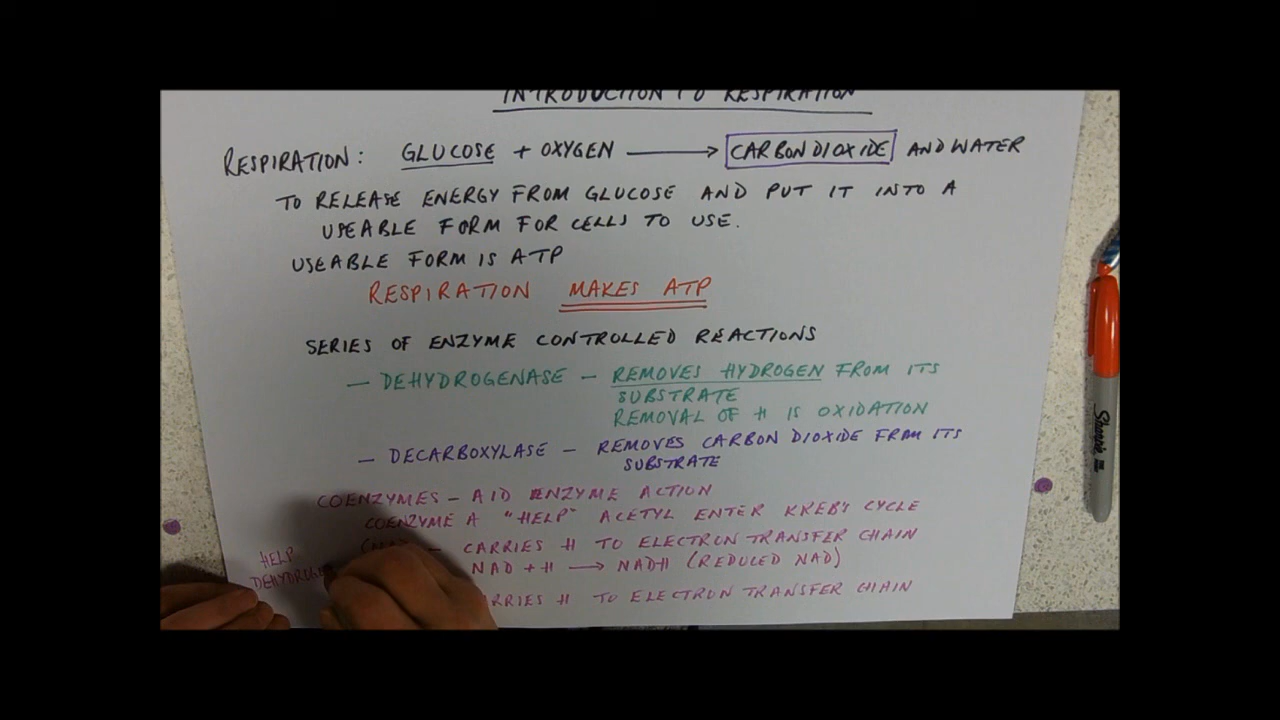 INTRODUCTION TO RESPIRATION
RESPIRATION: GLUCOSE + OXYGEN ⟶ CARBON DIOXIDE AND WATER
TO RELEASE ENERGY FROM GLUCOSE AND PUT IT INTO A
USEABLE FORM FOR CELLS TO USE.
USEABLE FORM IS ATP
RESPIRATION MAKES ATP
SERIES OF ENZYME CONTROLLED REACTIONS
— DEHYDROGENASE – REMOVES HYDROGEN FROM ITS
SUBSTRATE
REMOVAL OF H IS OXIDATION
— DECARBOXYLASE – REMOVES CARBON DIOXIDE FROM ITS
SUBSTRATE
COENZYMES – AID ENZYME ACTION
COENZYME A "HELP" ACETYL ENTER KREB'S CYCLE
– CARRIES H TO ELECTRON TRANSFER CHAIN
HELP
DEHYDROGEN
NAD + H ⟶ NADH (REDUCED NAD)
ARRIES H TO ELECTRON TRANSFER CHAIN
Sharpie